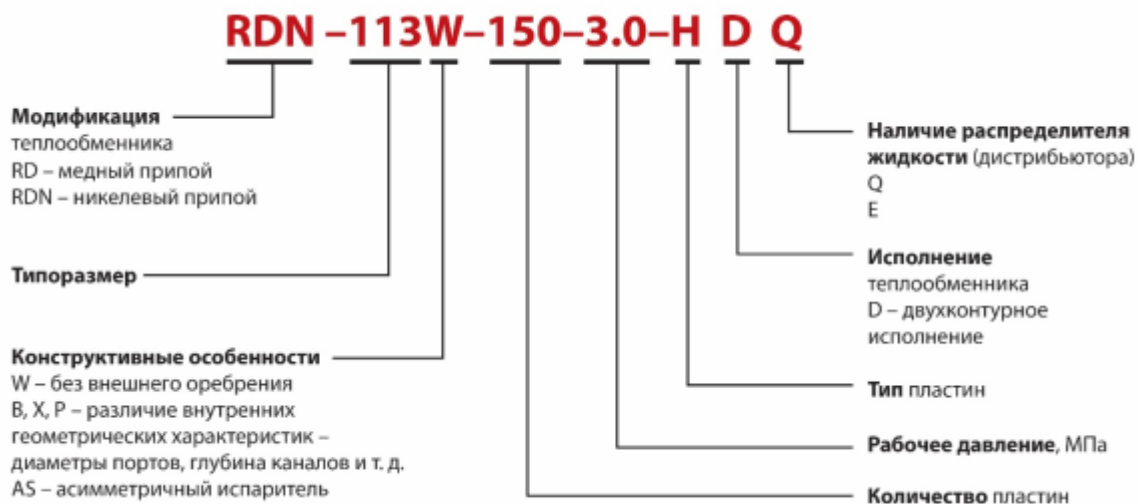 RDN –113W–150–3.0–H D Q
Модификация
теплообменника
RD – медный припой
RDN – никелевый припой
Типоразмер
Конструктивные особенности
W – без внешнего оребрения
B, X, P – различие внутренних
геометрических характеристик –
диаметры портов, глубина каналов и т. д.
AS – асимметричный испаритель
Наличие распределителя
жидкости (дистрибьютора)
Q
E
Исполнение
теплообменника
D – двухконтурное
исполнение
Тип пластин
Рабочее давление, МПа
Количество пластин